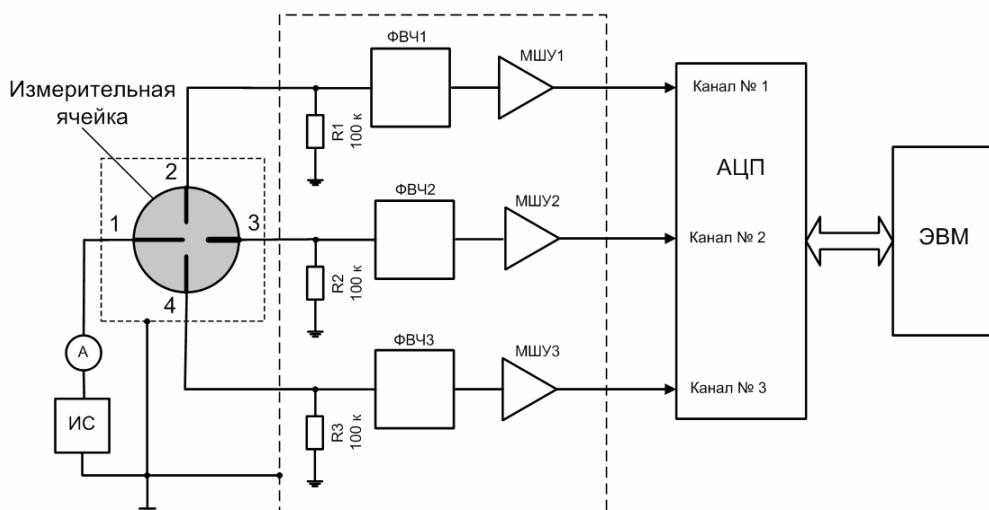 Измерительная
ячейка
1
2
3
4
А
ИС
ФВЧ1
МШУ1
R1
100 к
ФВЧ2
МШУ2
R2
100 к
ФВЧ3
МШУ3
R3
100 к
Канал № 1
АЦП
Канал № 2
Канал № 3
ЭВМ